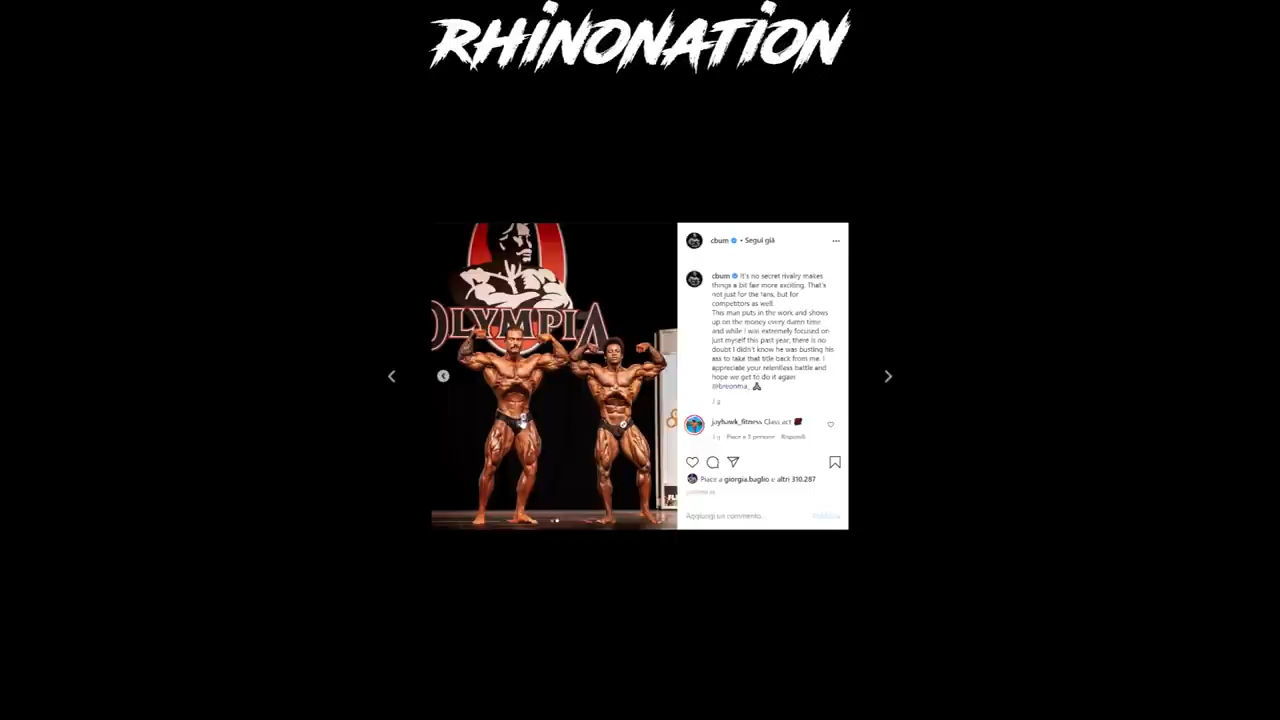 RHINONATION
OLYMPIA
cbum • Segui già
cbum It's no secret rivalry makes
things a bit fair more exciting. That's
not just for the fans, but for
competitors as well.
This man puts in the work and shows
up on the money every damn time
and while I was extremely focused on
just myself this past year, there is no
doubt I didn't know he was busting his
ass to take that title back from me. I
appreciate your relentless battle and
hope we get to do it again
@breonma_
jayhawk_fitness Class act
Piace a 3 persone Rispondi
Piace a giorgia.baglio e altri 310.287
Aggiungi un commento...
Pubblica